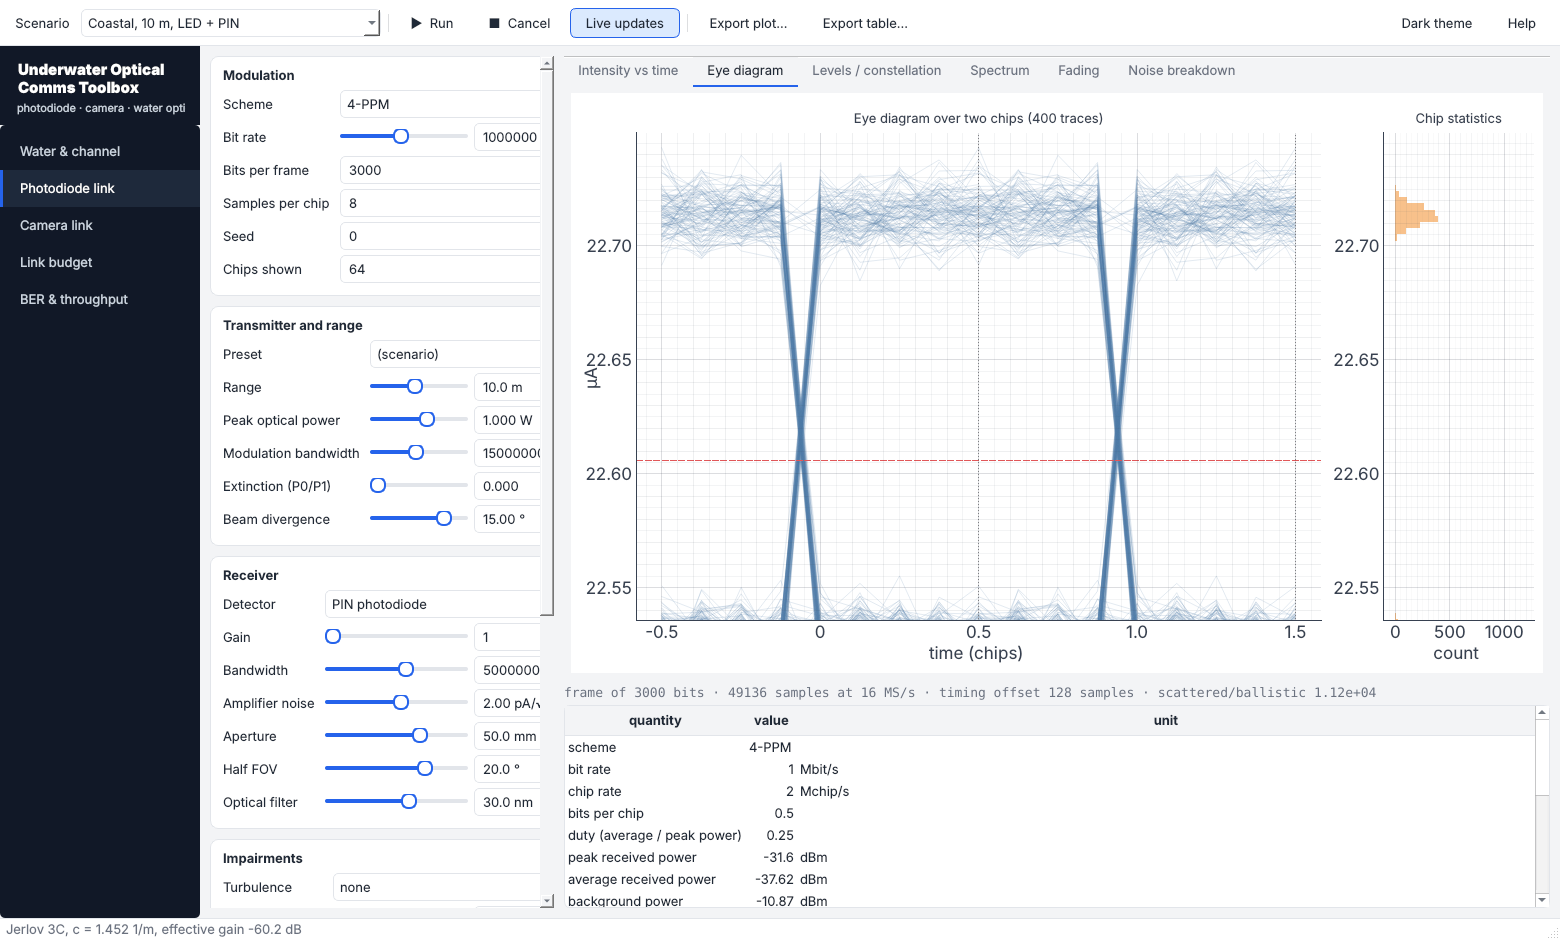 Scenario
Coastal, 10 m, LED + PIN
Run
Cancel
Live updates
Export plot...
Export table...
Dark theme
Help
Underwater Optical
Comms Toolbox
photodiode · camera · water opti
Water & channel
Photodiode link
Camera link
Link budget
BER & throughput
Modulation
Scheme
4-PPM
Bit rate
1000000
Bits per frame
3000
Samples per chip
8
Seed
0
Chips shown
64
Transmitter and range
Preset
(scenario)
Range
10.0 m
Peak optical power
1.000 W
Modulation bandwidth
1500000
Extinction (P0/P1)
0.000
Beam divergence
15.00 °
Receiver
Detector
PIN photodiode
Gain
1
Bandwidth
5000000
Amplifier noise
2.00 pA/
Aperture
50.0 mm
Half FOV
20.0 °
Optical filter
30.0 nm
Impairments
Turbulence
none
Intensity vs time
Eye diagram
Levels / constellation
Spectrum
Fading
Noise breakdown
Eye diagram over two chips (400 traces)
22.70
22.65
22.60
22.55
µA
-0.5
0
0.5
1.0
1.5
time (chips)
Chip statistics
22.70
22.65
22.60
22.55
0
500
1000
count
frame of 3000 bits · 49136 samples at 16 MS/s · timing offset 128 samples · scattered/ballistic 1.12e+04
quantity value unit
scheme 4-PPM
bit rate 1 Mbit/s
chip rate 2 Mchip/s
bits per chip 0.5
duty (average / peak power) 0.25
peak received power -31.6 dBm
average received power -37.62 dBm
background power -10.87 dBm
Jerlov 3C, c = 1.452 1/m, effective gain -60.2 dB